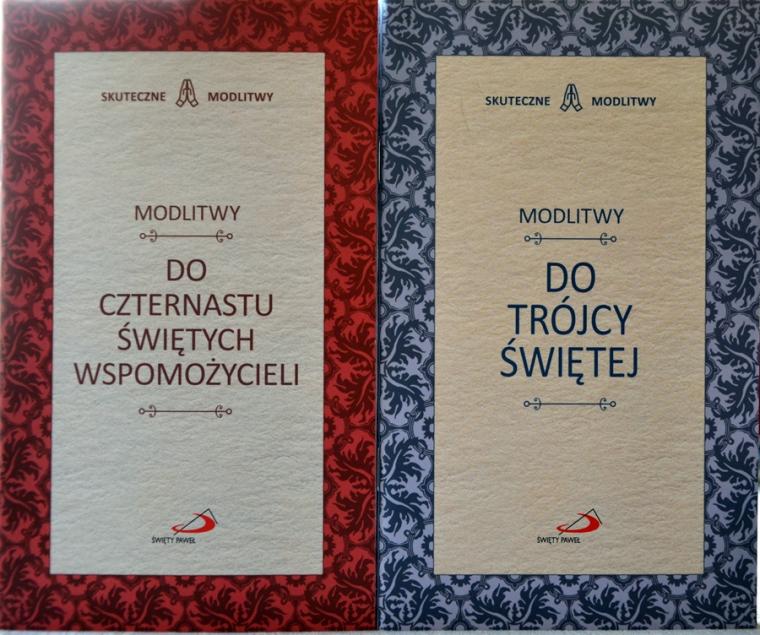 SKUTECZNE MODLITWY
MODLITWY
DO
CZTERNASTU
ŚWIĘTYCH
WSPOMOŻYCIELI
ŚWIĘTY PAWEŁ
SKUTECZNE MODLITWY
MODLITWY
DO
TRÓJCY
ŚWIĘTEJ
ŚWIĘTY PAWEŁ